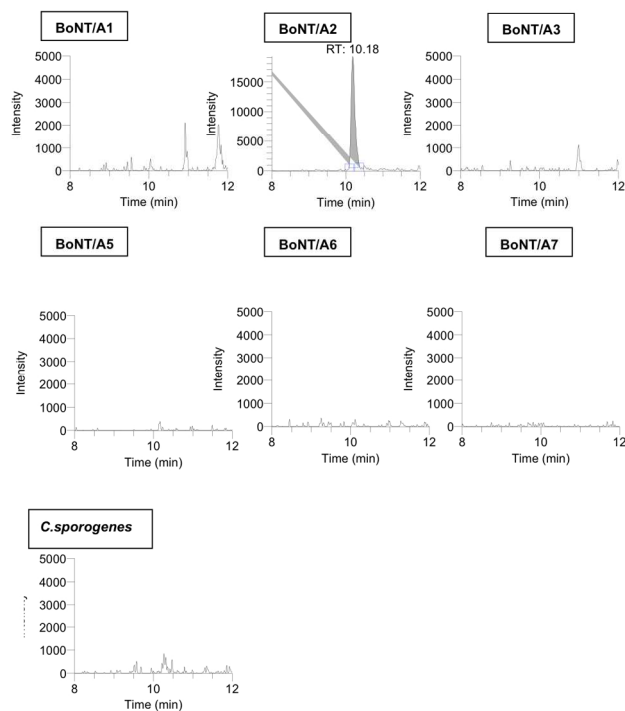 BoNT/A1
BoNT/A2
BoNT/A3
RT: 10.18
5000
4000
3000
2000
1000
0
Intensity
8
10
12
Time (min)
15000
10000
5000
0
Intensity
8
10
12
Time (min)
5000
4000
3000
2000
1000
0
Intensity
8
10
12
Time (min)
BoNT/A5
BoNT/A6
BoNT/A7
5000
4000
3000
2000
1000
0
Intensity
8
10
12
Time (min)
5000
4000
3000
2000
1000
0
Intensity
8
10
12
Time (min)
5000
4000
3000
2000
1000
0
Intensity
8
10
12
Time (min)
C.sporogenes
5000
4000
3000
2000
1000
0
8
10
12
Time (min)